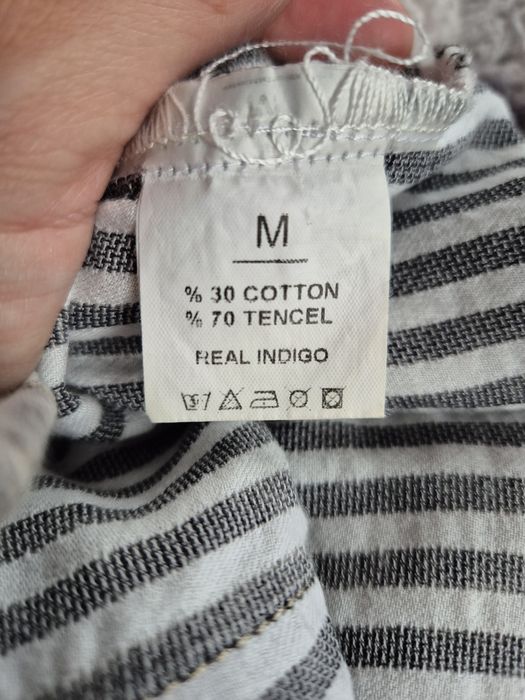 M
% 30 COTTON
% 70 TENCEL
REAL INDIGO